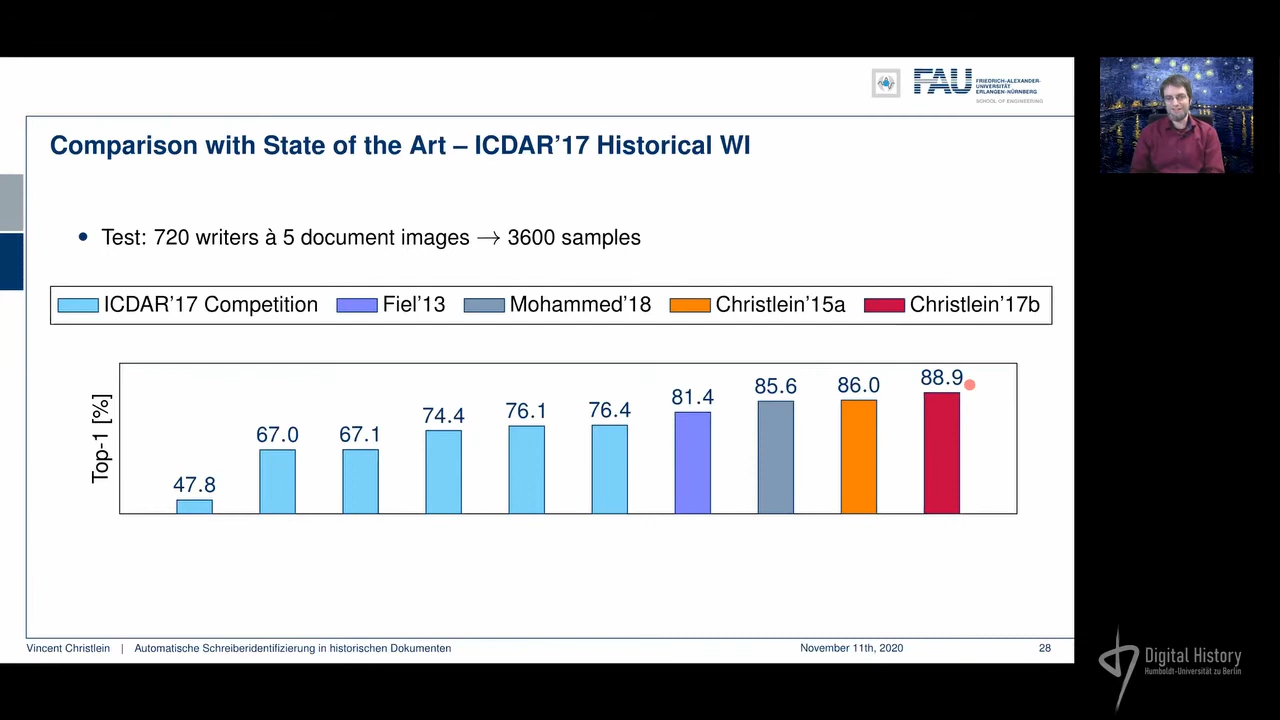 FAU FRIEDRICH-ALEXANDER-
UNIVERSITÄT
ERLANGEN-NÜRNBERG
SCHOOL OF ENGINEERING
Comparison with State of the Art – ICDAR’17 Historical WI
• Test: 720 writers à 5 document images → 3600 samples
ICDAR’17 Competition Fiel’13 Mohammed’18 Christlein’15a Christlein’17b
Top-1 [%]
47.8 67.0 67.1 74.4 76.1 76.4 81.4 85.6 86.0 88.9
Vincent Christlein | Automatische Schreiberidentifizierung in historischen Dokumenten November 11th, 2020 28
Digital History
Humboldt-Universität zu Berlin